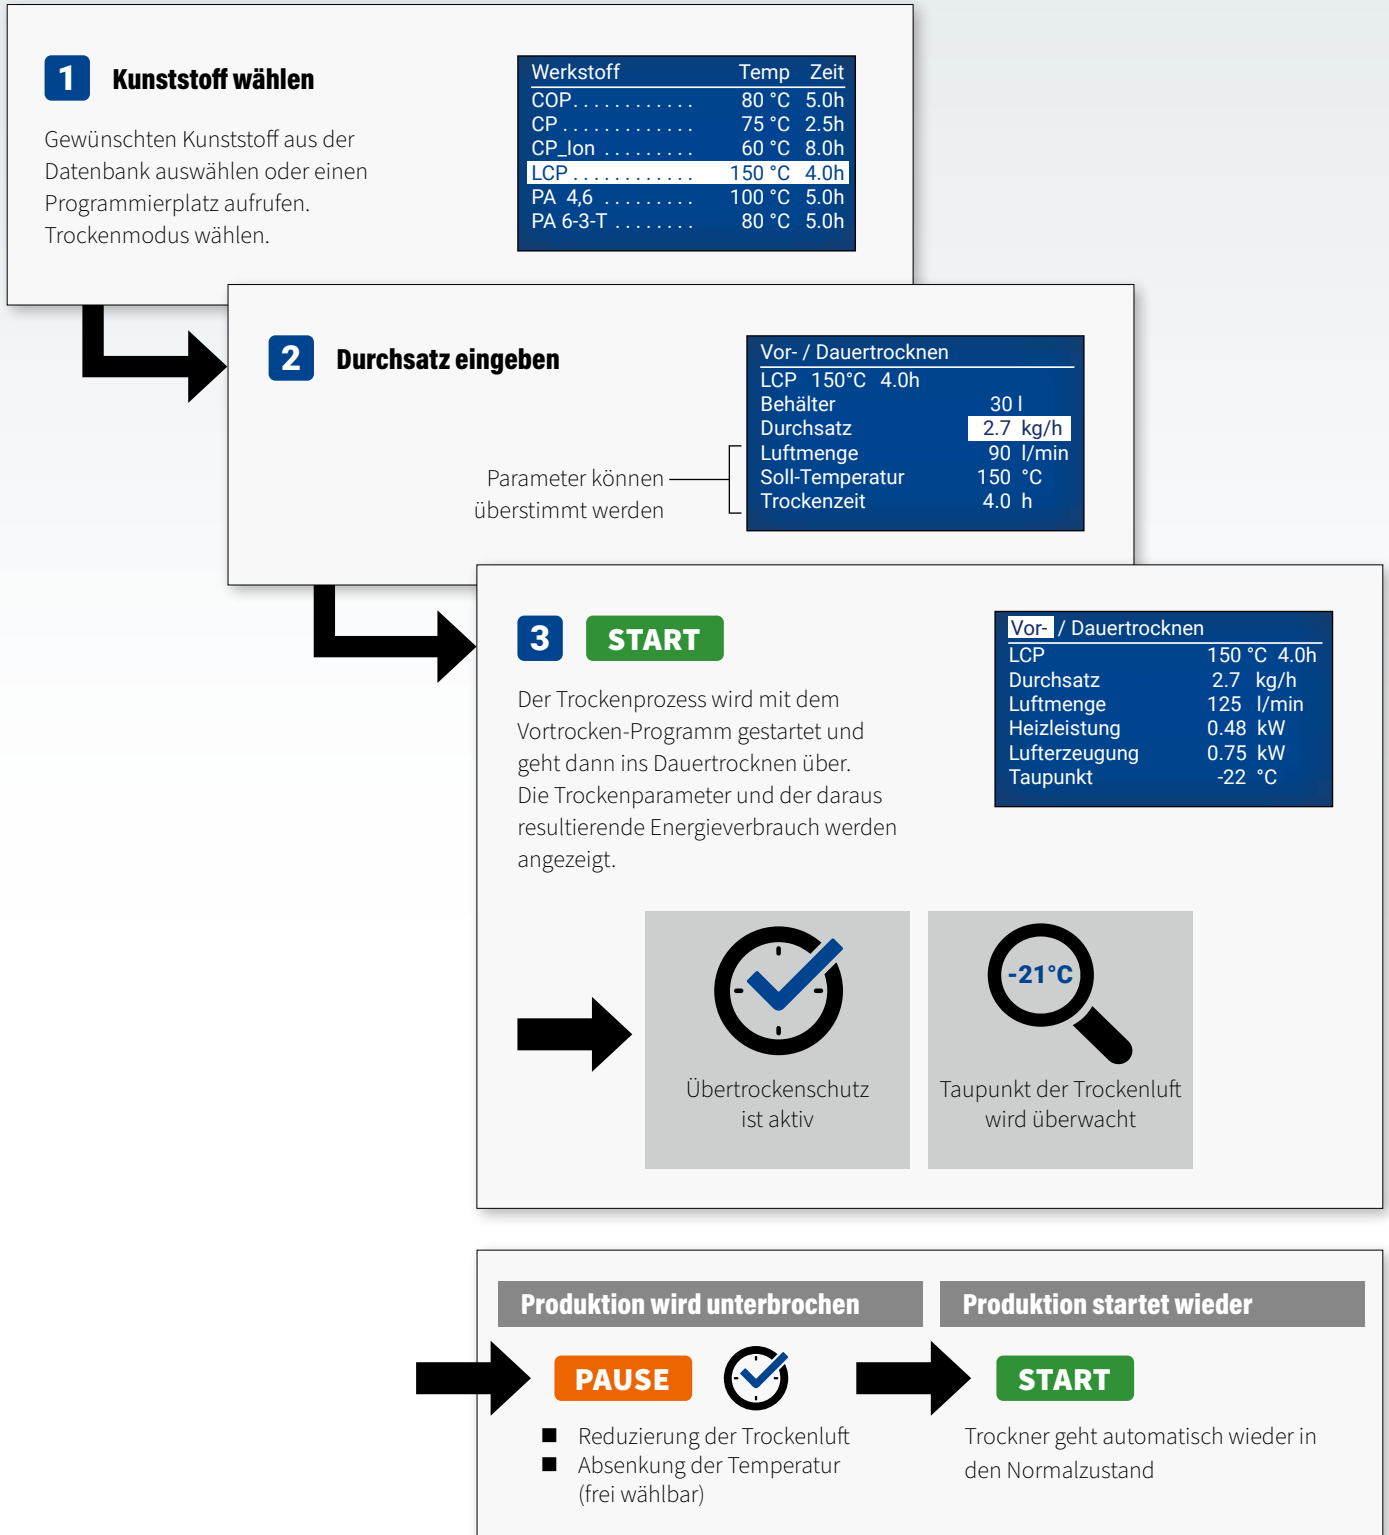 1 Kunststoff wählen
Gewünschten Kunststoff aus der
Datenbank auswählen oder einen
Programmierplatz aufrufen.
Trockenmodus wählen.
Werkstoff Temp Zeit
COP............ 80 °C 5.0h
CP............. 75 °C 2.5h
CP_Ion ......... 60 °C 8.0h
LCP............ 150 °C 4.0h
PA 4,6 ......... 100 °C 5.0h
PA 6-3-T ........ 80 °C 5.0h
2 Durchsatz eingeben
Parameter können
überstimmt werden
Vor- / Dauertrocknen
LCP 150°C 4.0h
Behälter 30 l
Durchsatz 2.7 kg/h
Luftmenge 90 l/min
Soll-Temperatur 150 °C
Trockenzeit 4.0 h
3 START
Der Trockenprozess wird mit dem
Vortrocken-Programm gestartet und
geht dann ins Dauertrocknen über.
Die Trockenparameter und der daraus
resultierende Energieverbrauch werden
angezeigt.
Vor- / Dauertrocknen
LCP 150 °C 4.0h
Durchsatz 2.7 kg/h
Luftmenge 125 l/min
Heizleistung 0.48 kW
Lufterzeugung 0.75 kW
Taupunkt -22 °C
Übertrockenschutz
ist aktiv
-21°C
Taupunkt der Trockenluft
wird überwacht
Produktion wird unterbrochen
PAUSE
■ Reduzierung der Trockenluft
■ Absenkung der Temperatur
(frei wählbar)
Produktion startet wieder
START
Trockner geht automatisch wieder in
den Normalzustand